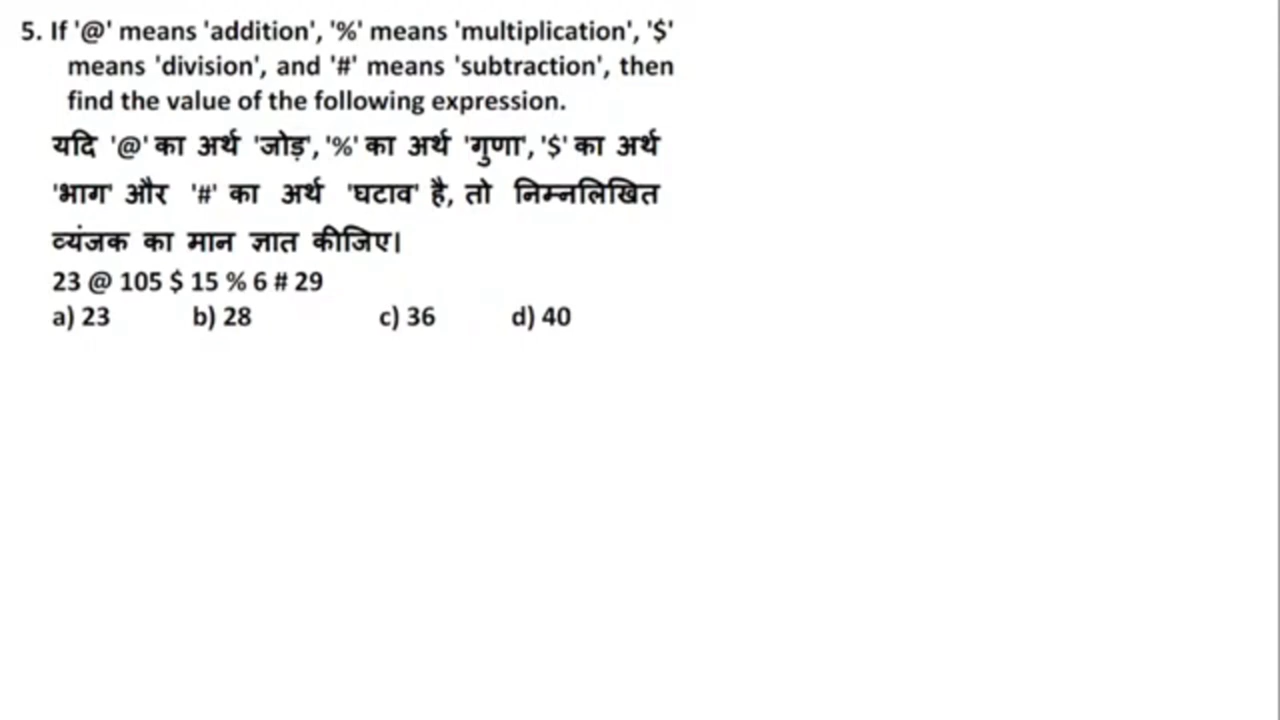 5. If '@' means 'addition', '%' means 'multiplication', '$'
means 'division', and '#' means 'subtraction', then
find the value of the following expression.
यदि '@' का अर्थ 'जोड़', '%' का अर्थ 'गुणा', '$' का अर्थ
'भाग' और '#' का अर्थ 'घटाव' है, तो निम्नलिखित
व्यंजक का मान ज्ञात कीजिए।
23 @ 105 $ 15 % 6 # 29
a) 23 b) 28 c) 36 d) 40